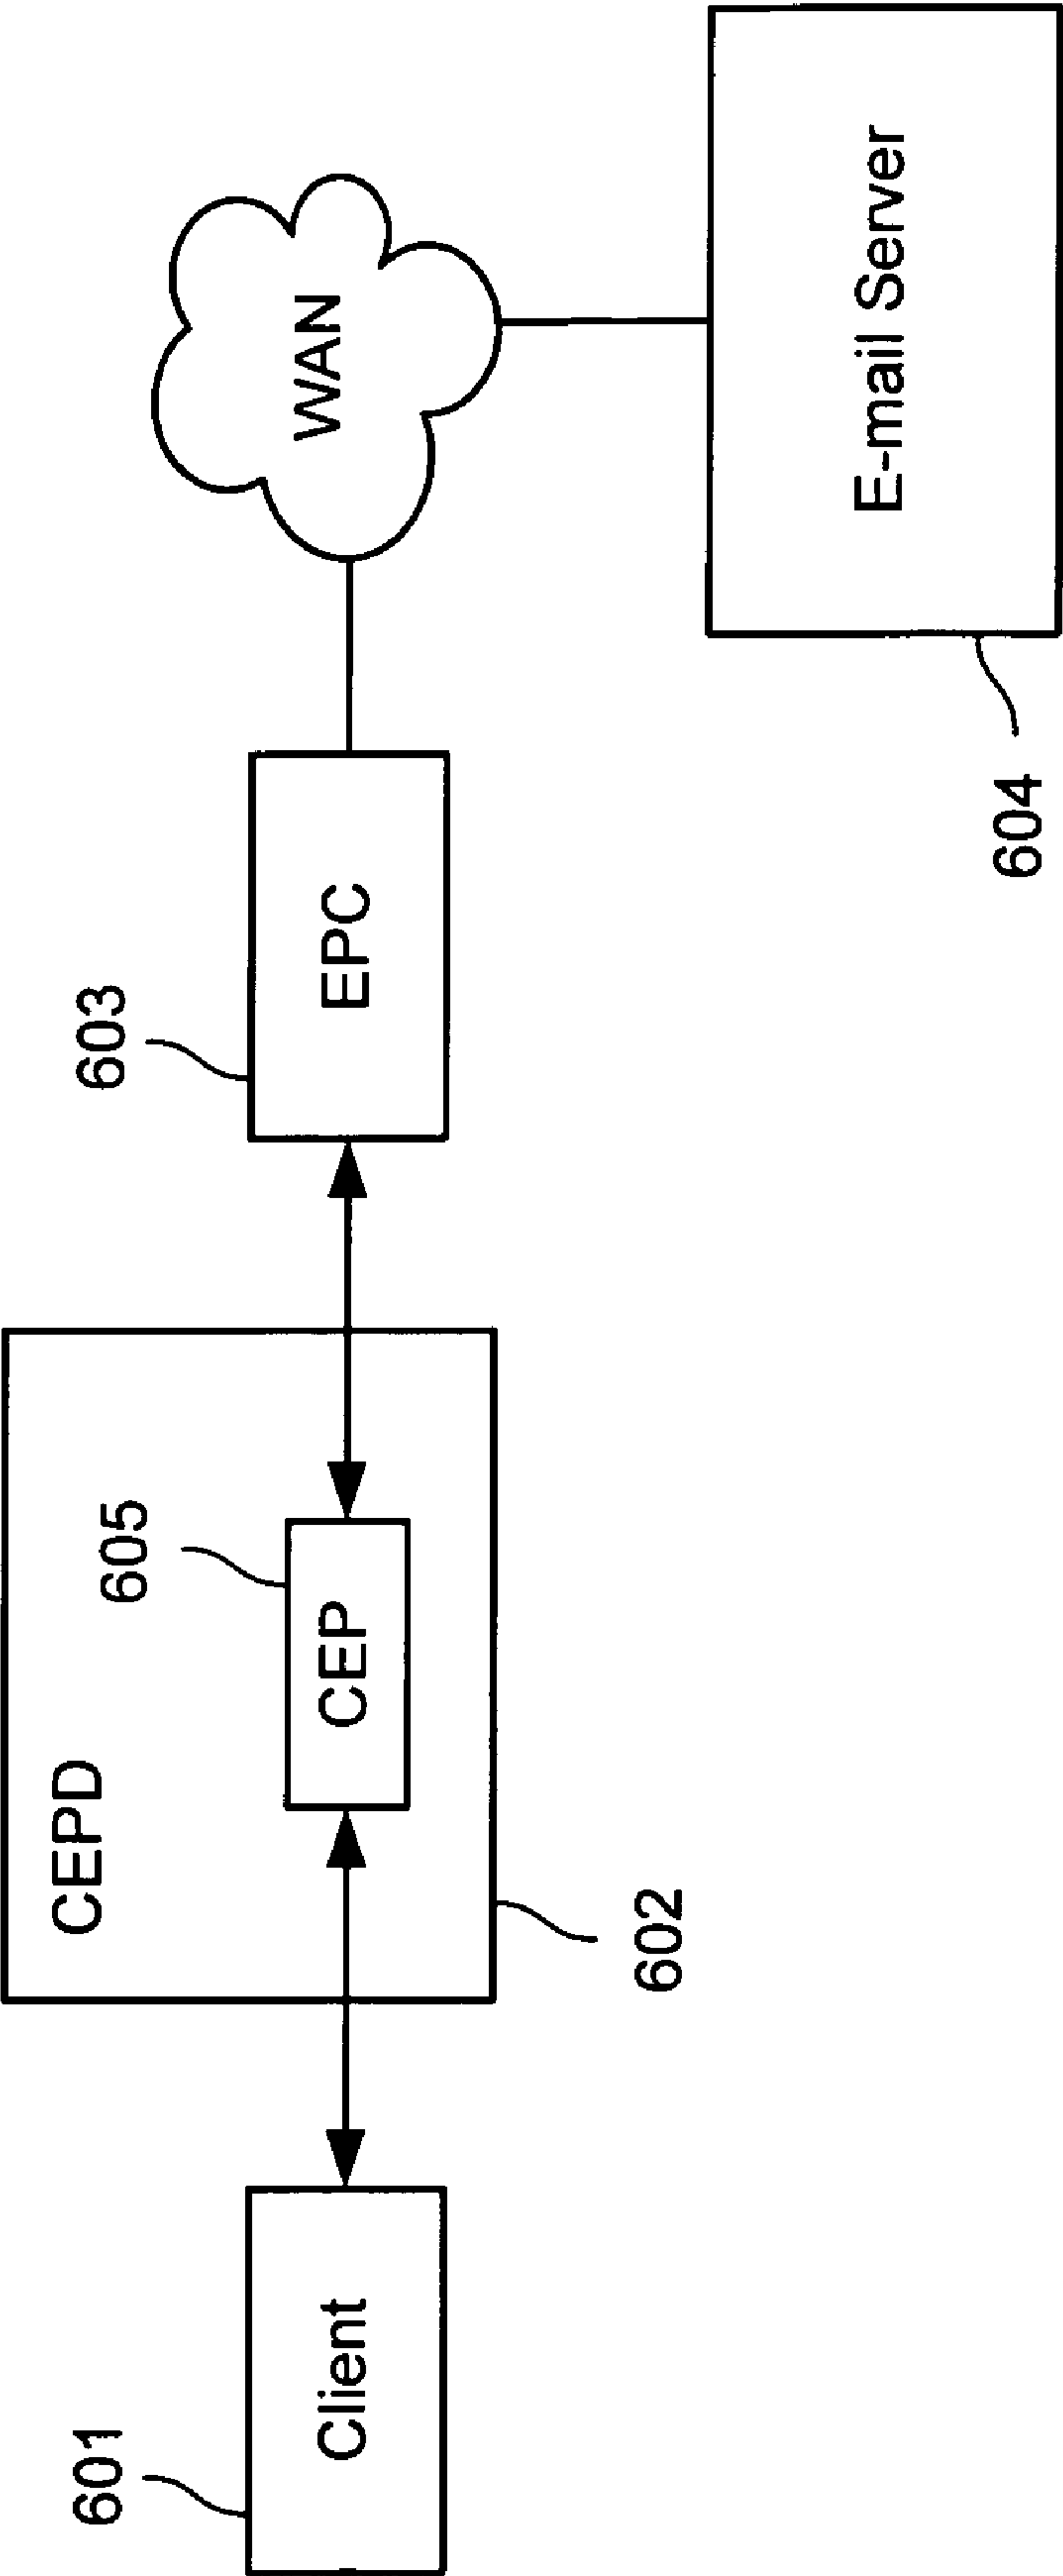 601
Client
CEPD
602
605
CEP
603
EPC
WAN
604
E-mail Server